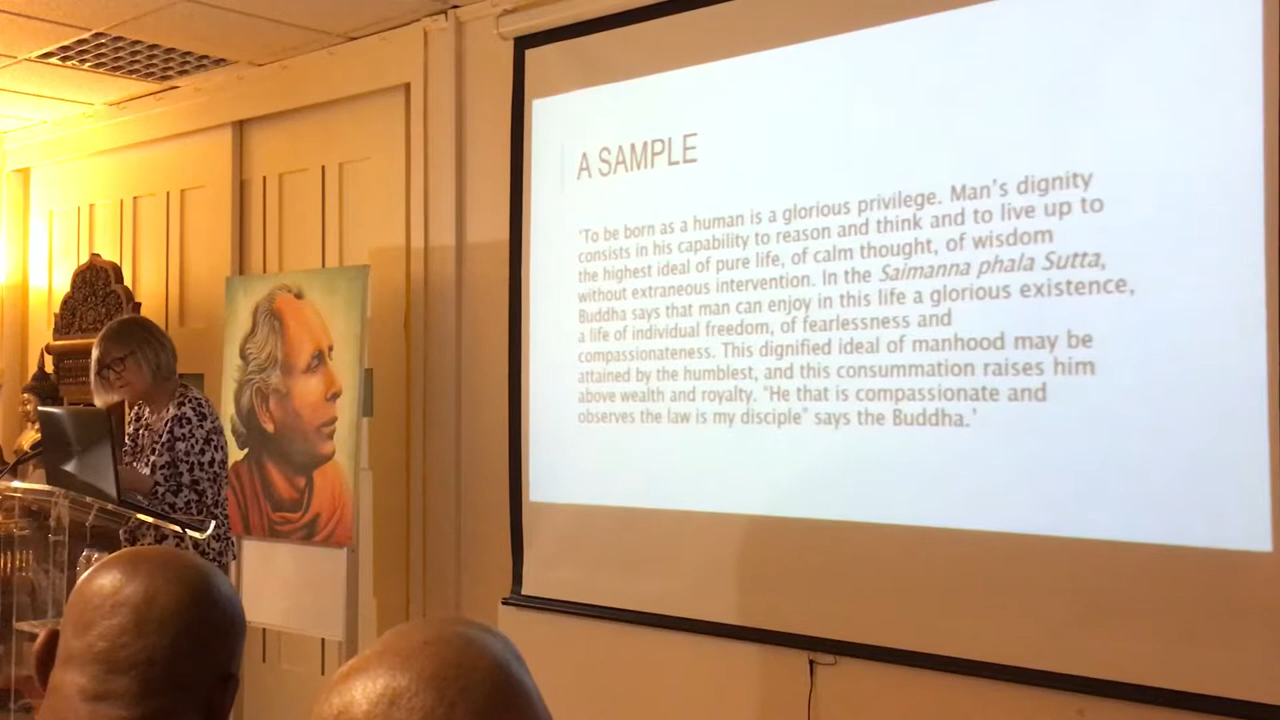 A SAMPLE
'To be born as a human is a glorious privilege. Man's dignity
consists in his capability to reason and think and to live up to
the highest ideal of pure life, of calm thought, of wisdom
without extraneous intervention. In the Saimanna phala Sutta,
Buddha says that man can enjoy in this life a glorious existence,
a life of individual freedom, of fearlessness and
compassionateness. This dignified ideal of manhood may be
attained by the humblest, and this consummation raises him
above wealth and royalty. "He that is compassionate and
observes the law is my disciple" says the Buddha.'